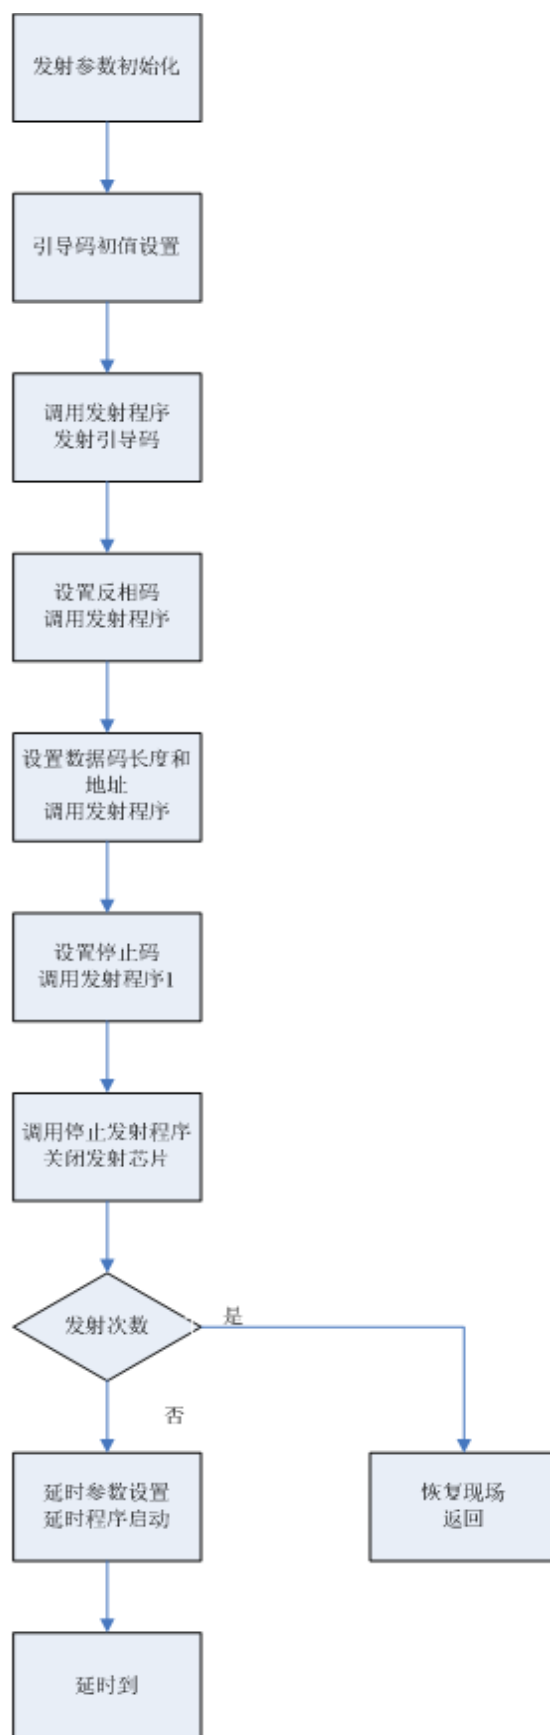 发射参数初始化
引导码初值设置
调用发射程序
发射引导码
设置反相码
调用发射程序
设置数据码长度和
地址
调用发射程序
设置停止码
调用发射程序1
调用停止发射程序
关闭发射芯片
发射次数
是
否
延时参数设置
延时程序启动
恢复现场
返回
延时到